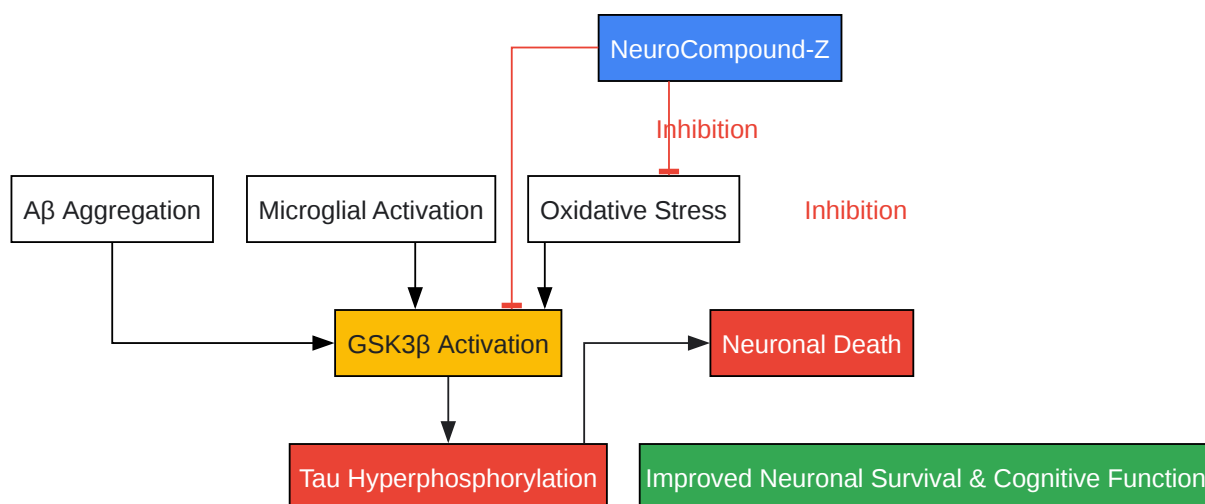 NeuroCompound-Z
Inhibition
Aβ Aggregation
Microglial Activation
Oxidative Stress
Inhibition
GSK3β Activation
Neuronal Death
Tau Hyperphosphorylation
Improved Neuronal Survival & Cognitive Function